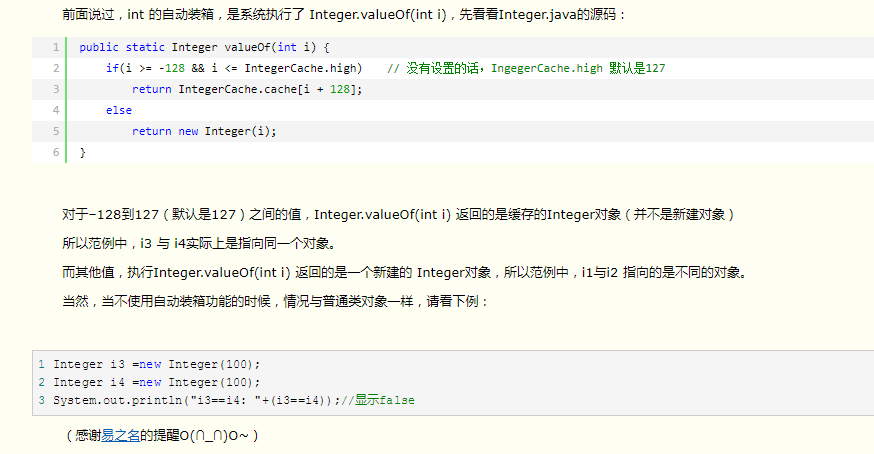 前面说过，int 的自动装箱，是系统执行了 Integer.valueOf(int i)，先看看Integer.java的源码：
1 public static Integer valueOf(int i) {
2 if(i >= -128 && i <= IntegerCache.high) // 没有设置的话，IngegerCache.high 默认是127
3 return IntegerCache.cache[i + 128];
4 else
5 return new Integer(i);
6 }
对于–128到127（默认是127）之间的值，Integer.valueOf(int i) 返回的是缓存的Integer对象（并不是新建对象）
所以范例中，i3 与 i4实际上是指向同一个对象。
而其他值，执行Integer.valueOf(int i) 返回的是一个新建的 Integer对象，所以范例中，i1与i2 指向的是不同的对象。
当然，当不使用自动装箱功能的时候，情况与普通类对象一样，请看下例：
1 Integer i3 =new Integer(100);
2 Integer i4 =new Integer(100);
3 System.out.println("i3==i4: "+(i3==i4));//显示false
（感谢易之名的提醒O(∩_∩)O~）